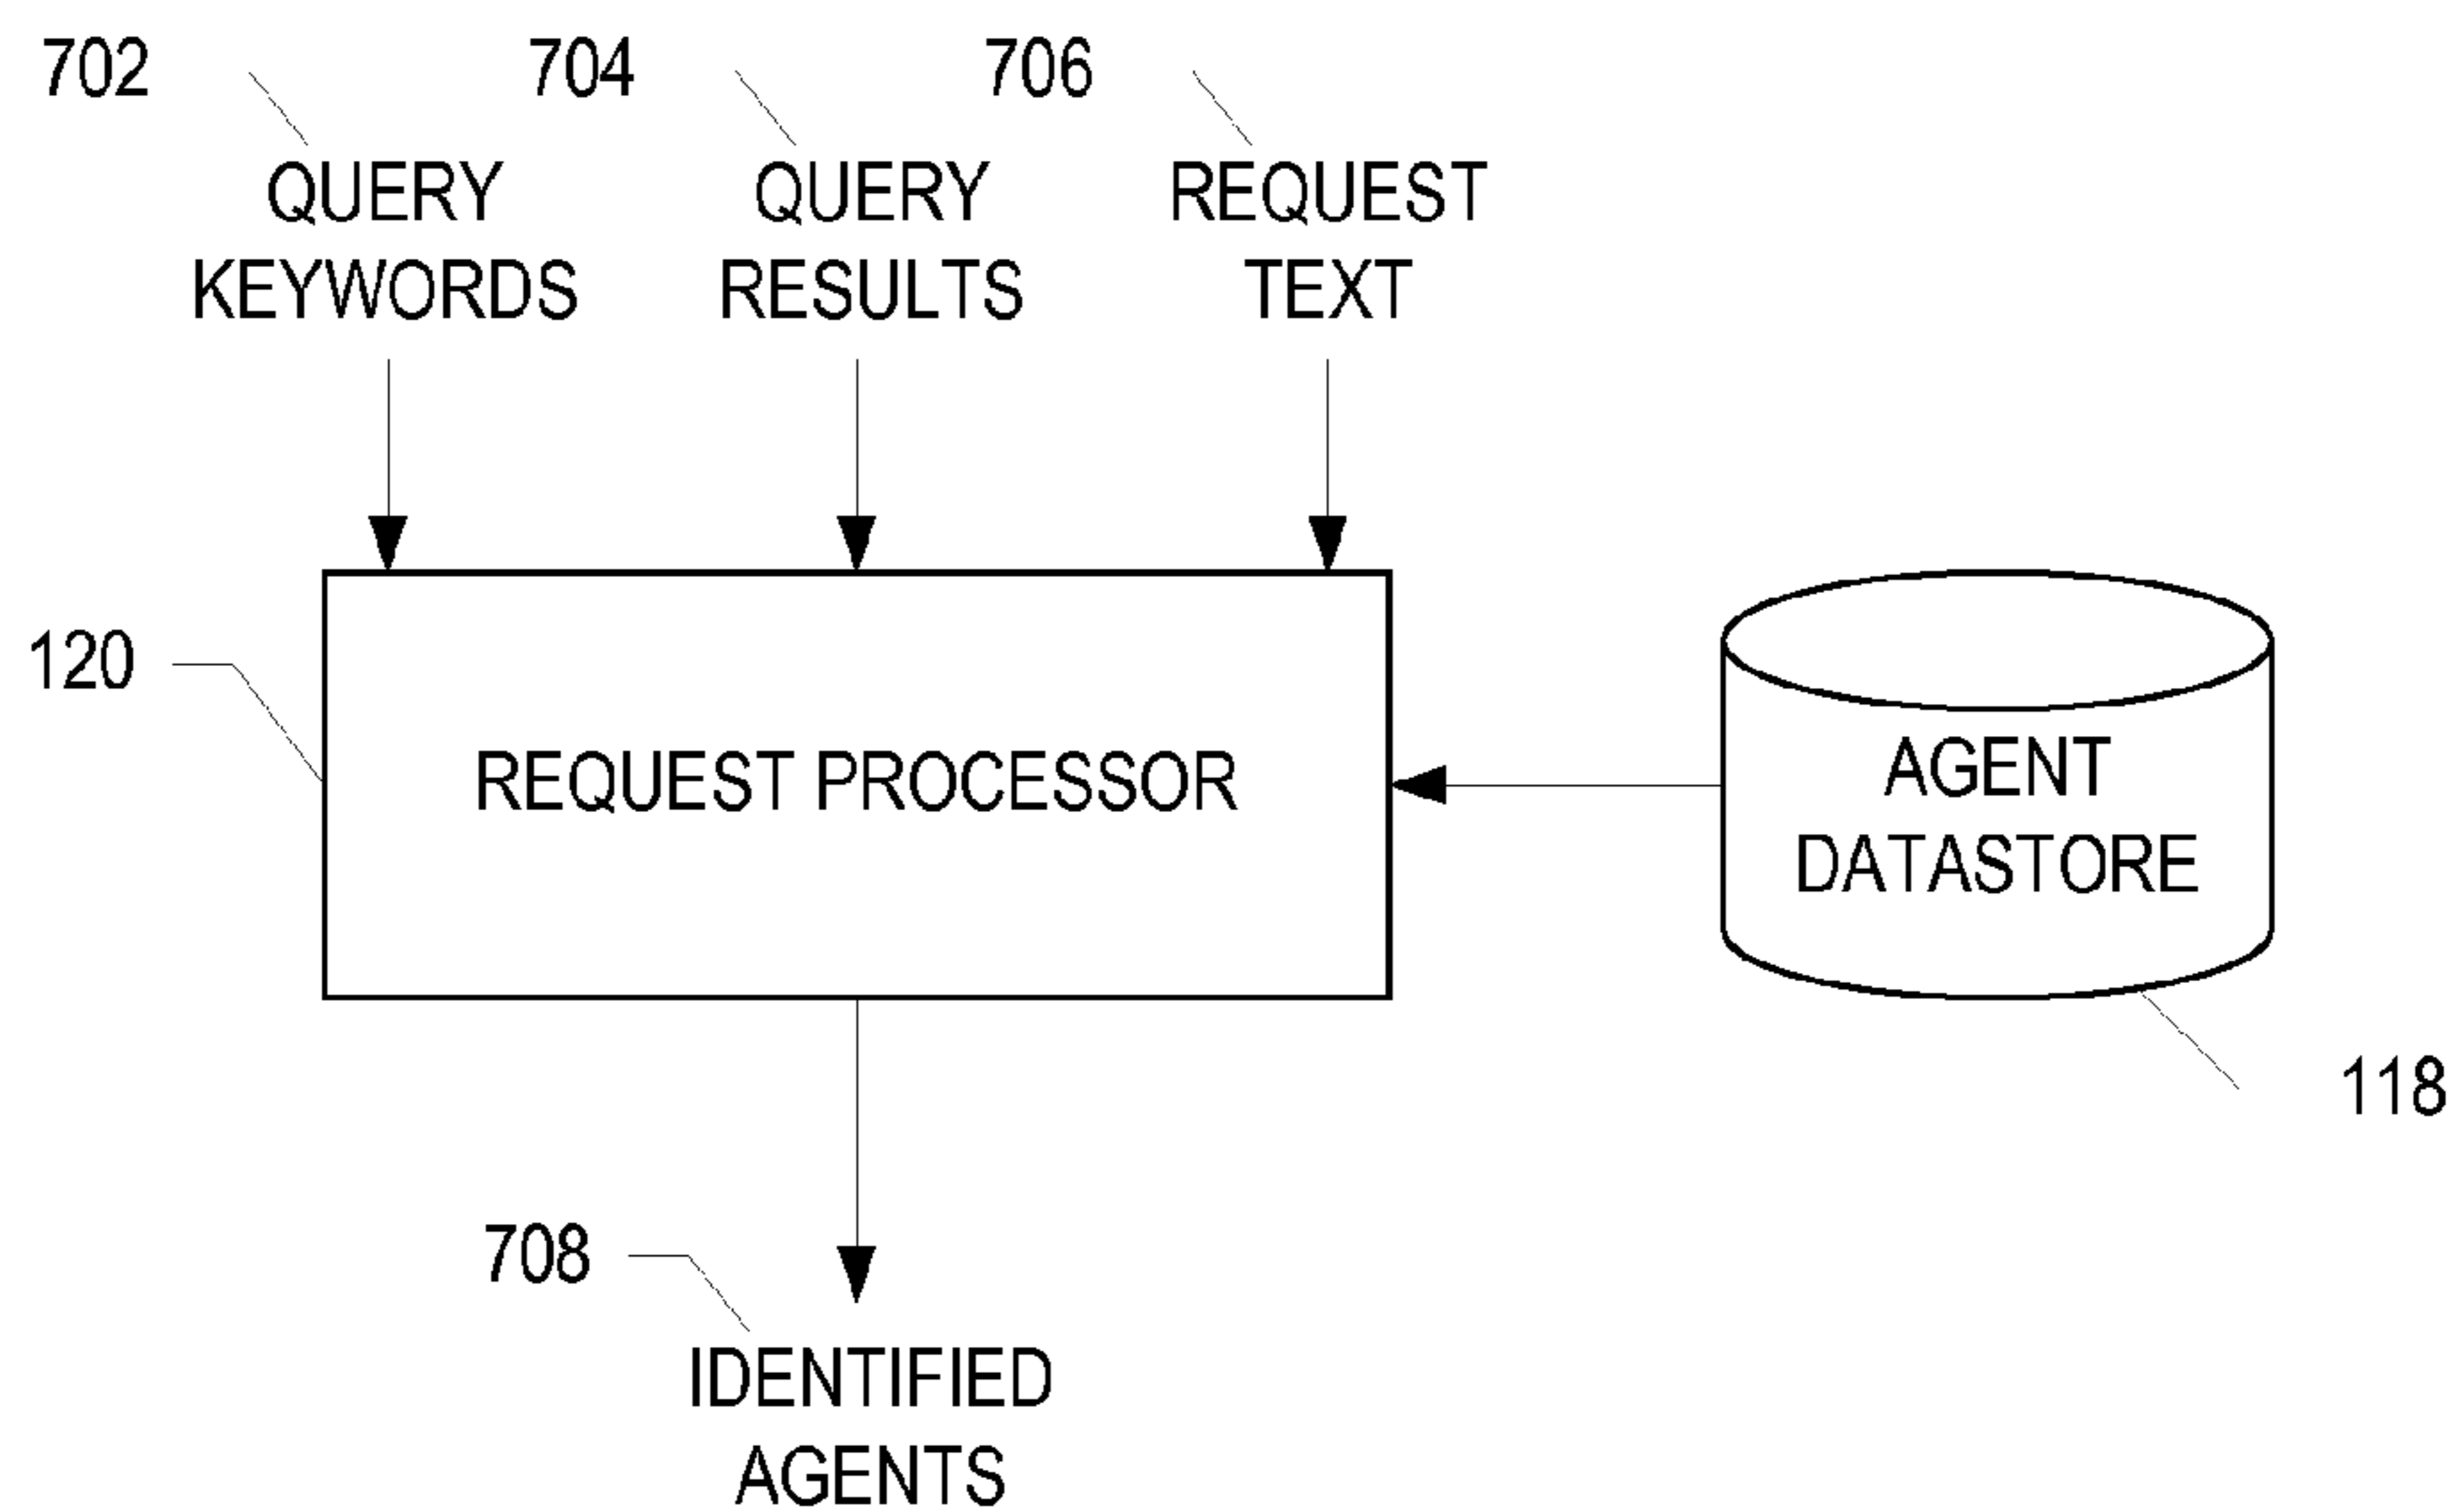 702
704
706
QUERY
KEYWORDS
QUERY
RESULTS
REQUEST
TEXT
120
REQUEST PROCESSOR
AGENT
DATASTORE
118
708
IDENTIFIED
AGENTS